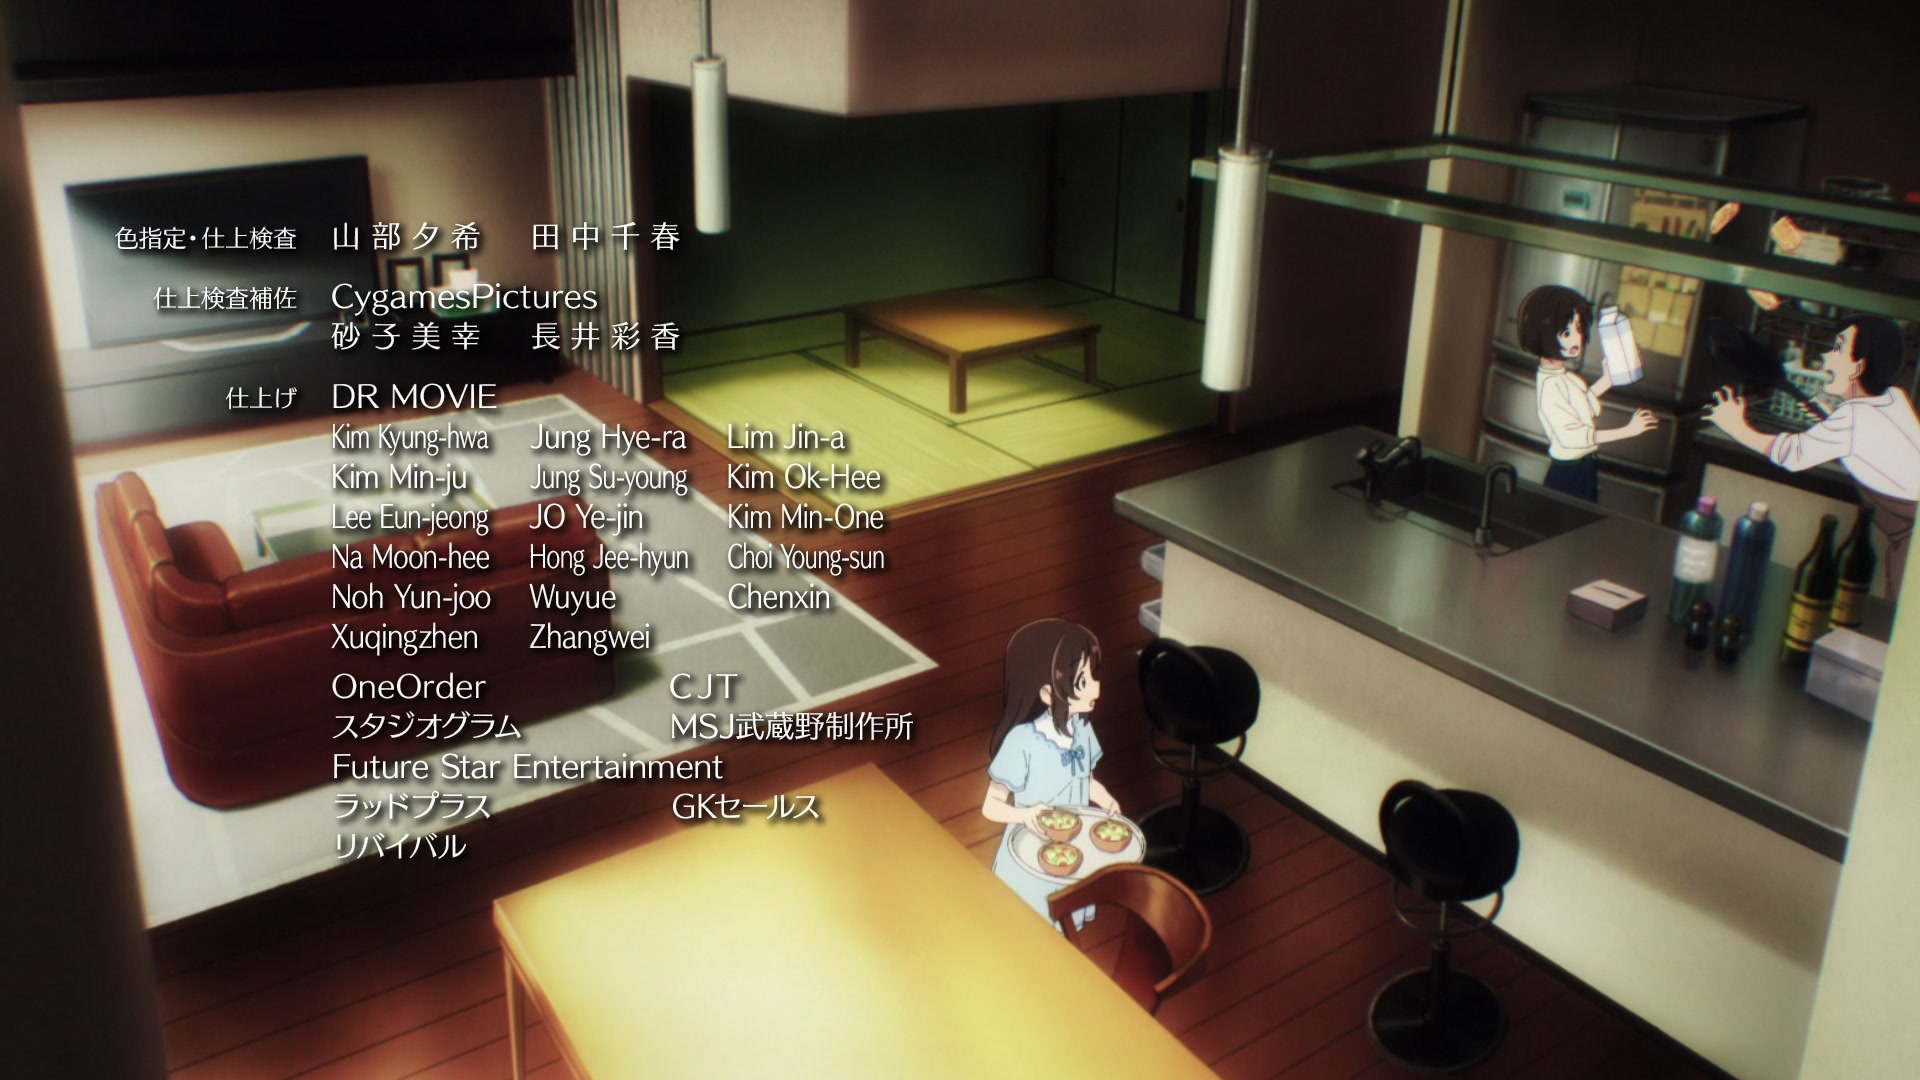 色指定・仕上検査 山部夕希 田中千春
仕上検査補佐 CygamesPictures
砂子美幸 長井彩香
仕上げ DR MOVIE
Kim Kyung-hwa Jung Hye-ra Lim Jin-a
Kim Min-ju Jung Su-young Kim Ok-Hee
Lee Eun-jeong JO Ye-jin Kim Min-One
Na Moon-hee Hong Jee-hyun Choi Young-sun
Noh Yun-joo Wuyue Chenxin
Xuqingzhen Zhangwei
OneOrder CJT
スタジオグラム MSJ武蔵野制作所
Future Star Entertainment
ラッドプラス GKセールス
リバイバル